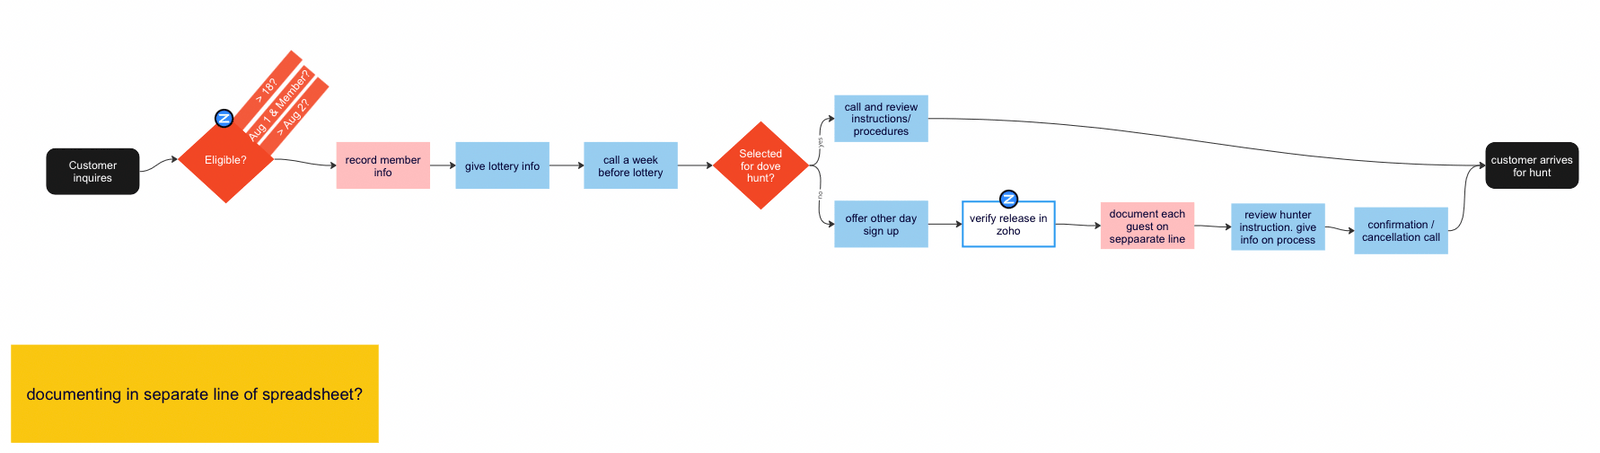 Customer
inquires
Eligible?
> 18?
Aug 1 & Member?
> Aug 2?
record member
info
give lottery info
call a week
before lottery
Selected
for dove
hunt?
yes
call and review
instructions/
procedures
no
offer other day
sign up
verify release in
zoho
document each
guest on
seppaarate line
review hunter
instruction. give
info on process
confirmation /
cancellation call
customer arrives
for hunt
documenting in separate line of spreadsheet?